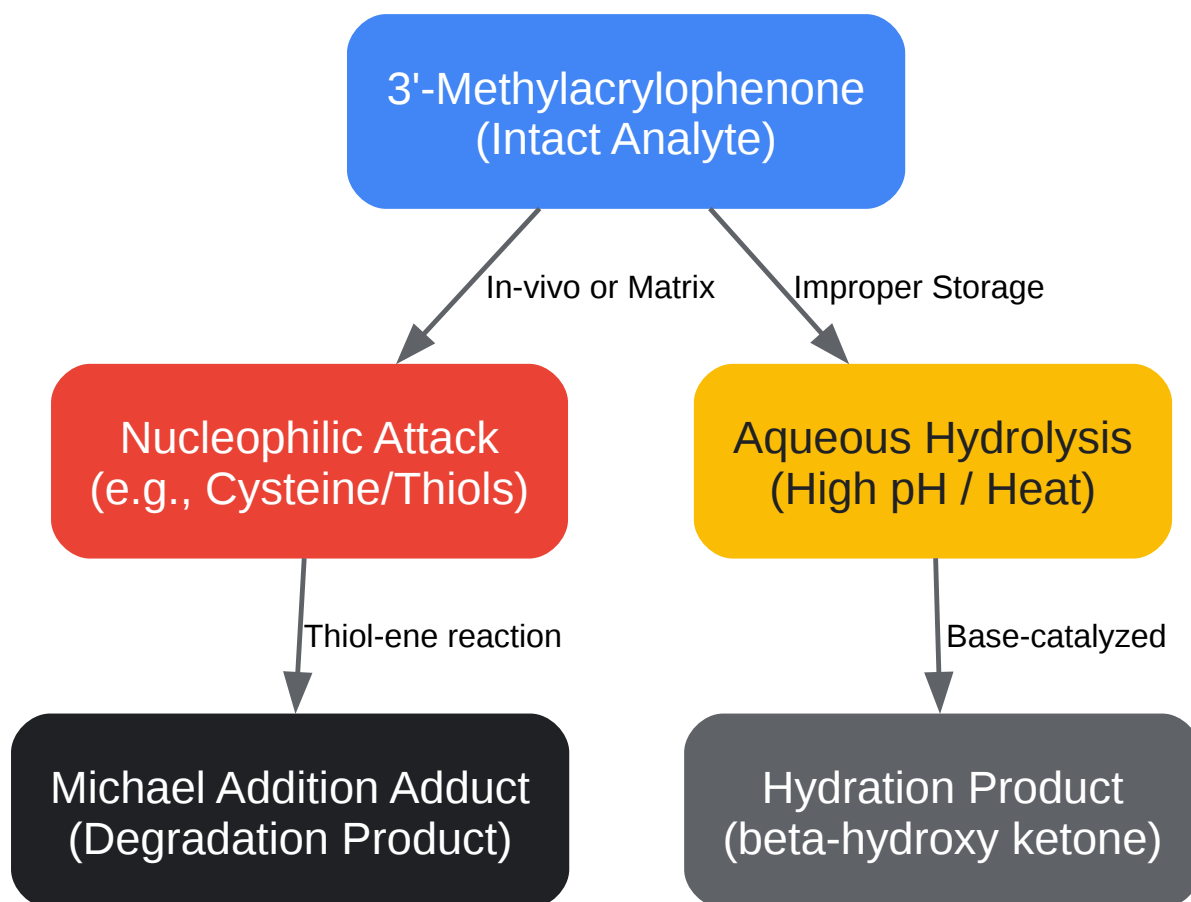 3'-Methylacrylophenone
(Intact Analyte)
In-vivo or Matrix
Improper Storage
Nucleophilic Attack
(e.g., Cysteine/Thiols)
Aqueous Hydrolysis
(High pH / Heat)
Thiol-ene reaction
Base-catalyzed
Michael Addition Adduct
(Degradation Product)
Hydration Product
(beta-hydroxy ketone)